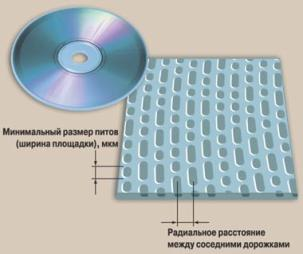 Минимальный размер питов
(ширина площадки), мкм
Радиальное расстояние
между соседними дорожками